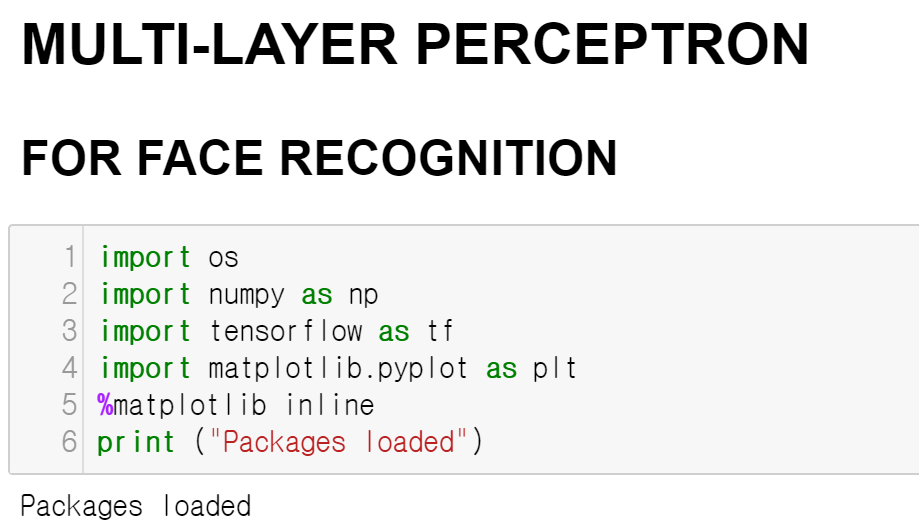 MULTI-LAYER PERCEPTRON
FOR FACE RECOGNITION
1 import os
2 import numpy as np
3 import tensorflow as tf
4 import matplotlib.pyplot as plt
5 %matplotlib inline
6 print ("Packages loaded")
Packages loaded